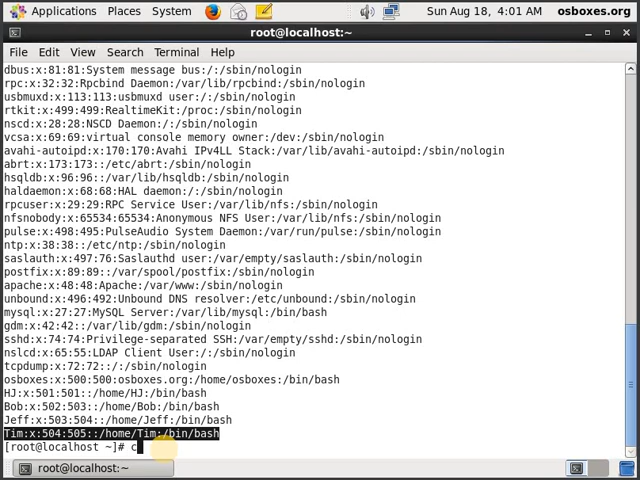 Applications Places System Sun Aug 18, 4:01 AM osboxes.org
root@localhost:~
File Edit View Search Terminal Help
dbus:x:81:81:System message bus:/:/sbin/nologin
rpc:x:32:32:Rpcbind Daemon:/var/lib/rpcbind:/sbin/nologin
usbmuxd:x:113:113:usbmuxd user:/:/sbin/nologin
rtkit:x:499:499:RealtimeKit:/proc:/sbin/nologin
nscd:x:28:28:NSCD Daemon:/:/sbin/nologin
vcsa:x:69:69:virtual console memory owner:/dev:/sbin/nologin
avahi-autoipd:x:170:170:Avahi IPv4LL Stack:/var/lib/avahi-autoipd:/sbin/nologin
abrt:x:173:173::/etc/abrt:/sbin/nologin
hsqldb:x:96:96::/var/lib/hsqldb:/sbin/nologin
haldaemon:x:68:68:HAL daemon:/:/sbin/nologin
rpcuser:x:29:29:RPC Service User:/var/lib/nfs:/sbin/nologin
nfsnobody:x:65534:65534:Anonymous NFS User:/var/lib/nfs:/sbin/nologin
pulse:x:498:495:PulseAudio System Daemon:/var/run/pulse:/sbin/nologin
ntp:x:38:38::/etc/ntp:/sbin/nologin
saslauth:x:497:76:Saslauthd user:/var/empty/saslauth:/sbin/nologin
postfix:x:89:89::/var/spool/postfix:/sbin/nologin
apache:x:48:48:Apache:/var/www:/sbin/nologin
unbound:x:496:492:Unbound DNS resolver:/etc/unbound:/sbin/nologin
mysql:x:27:27:MySQL Server:/var/lib/mysql:/bin/bash
gdm:x:42:42::/var/lib/gdm:/sbin/nologin
sshd:x:74:74:Privilege-separated SSH:/var/empty/sshd:/sbin/nologin
nslcd:x:65:55:LDAP Client User:/:/sbin/nologin
tcpdump:x:72:72::/:/sbin/nologin
osboxes:x:500:500:osboxes.org:/home/osboxes:/bin/bash
HJ:x:501:501::/home/HJ:/bin/bash
Bob:x:502:503::/home/Bob:/bin/bash
Jeff:x:503:504::/home/Jeff:/bin/bash
Tim:x:504:505::/home/Tim:/bin/bash
[root@localhost ~]# c
root@localhost:~